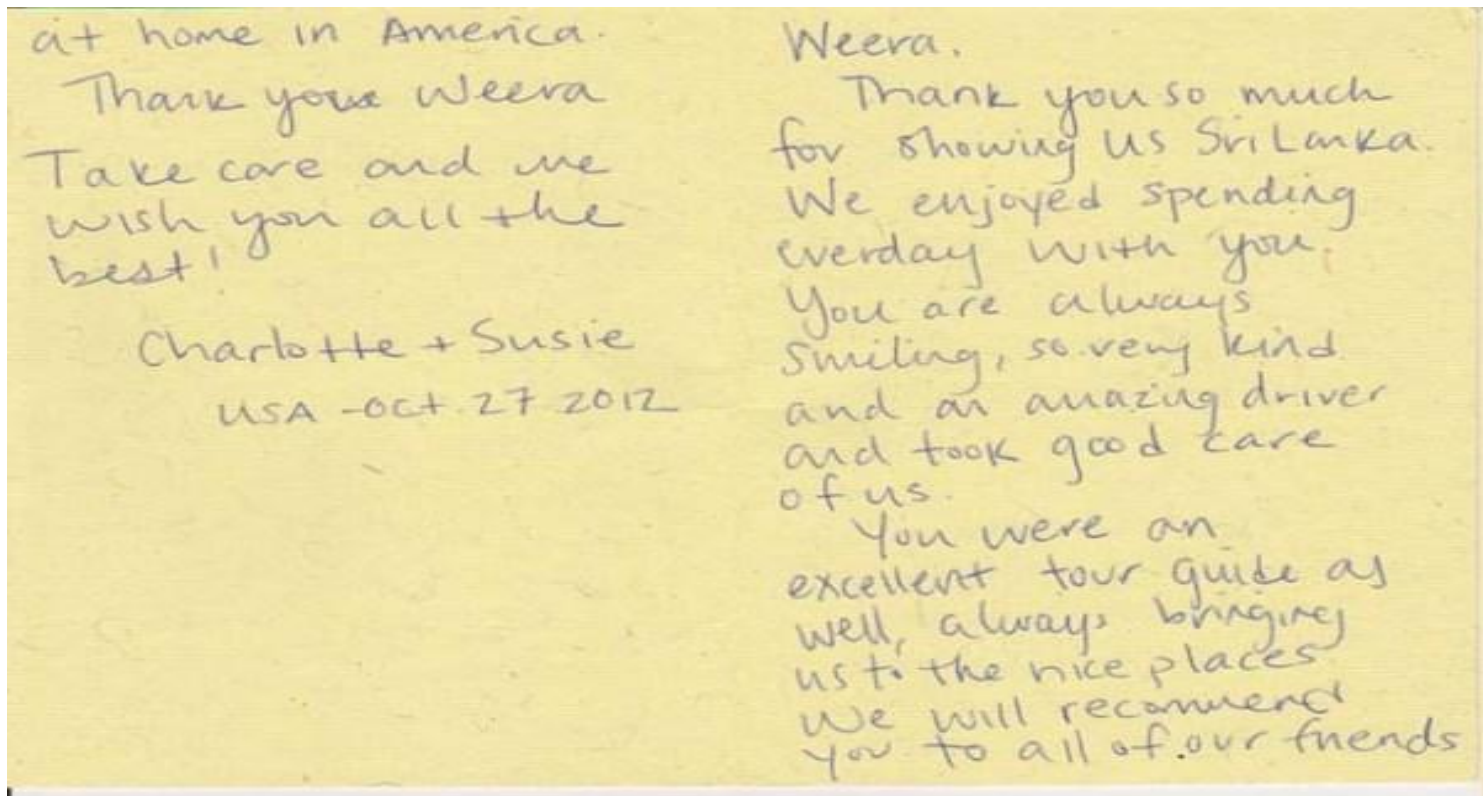 Weera.
Thank you so much
for showing us Sri Lanka.
We enjoyed spending
everday with you.
You are always
smiling, so very kind
and an amazing driver
and took good care
of us.
You were an
excellent tour guide as
well, always bringing
us to the nice places
We will recommend
you to all of our friends
at home in America.
Thank you Weera
Take care and we
wish you all the
best!
Charlotte + Susie
USA - Oct. 27 2012